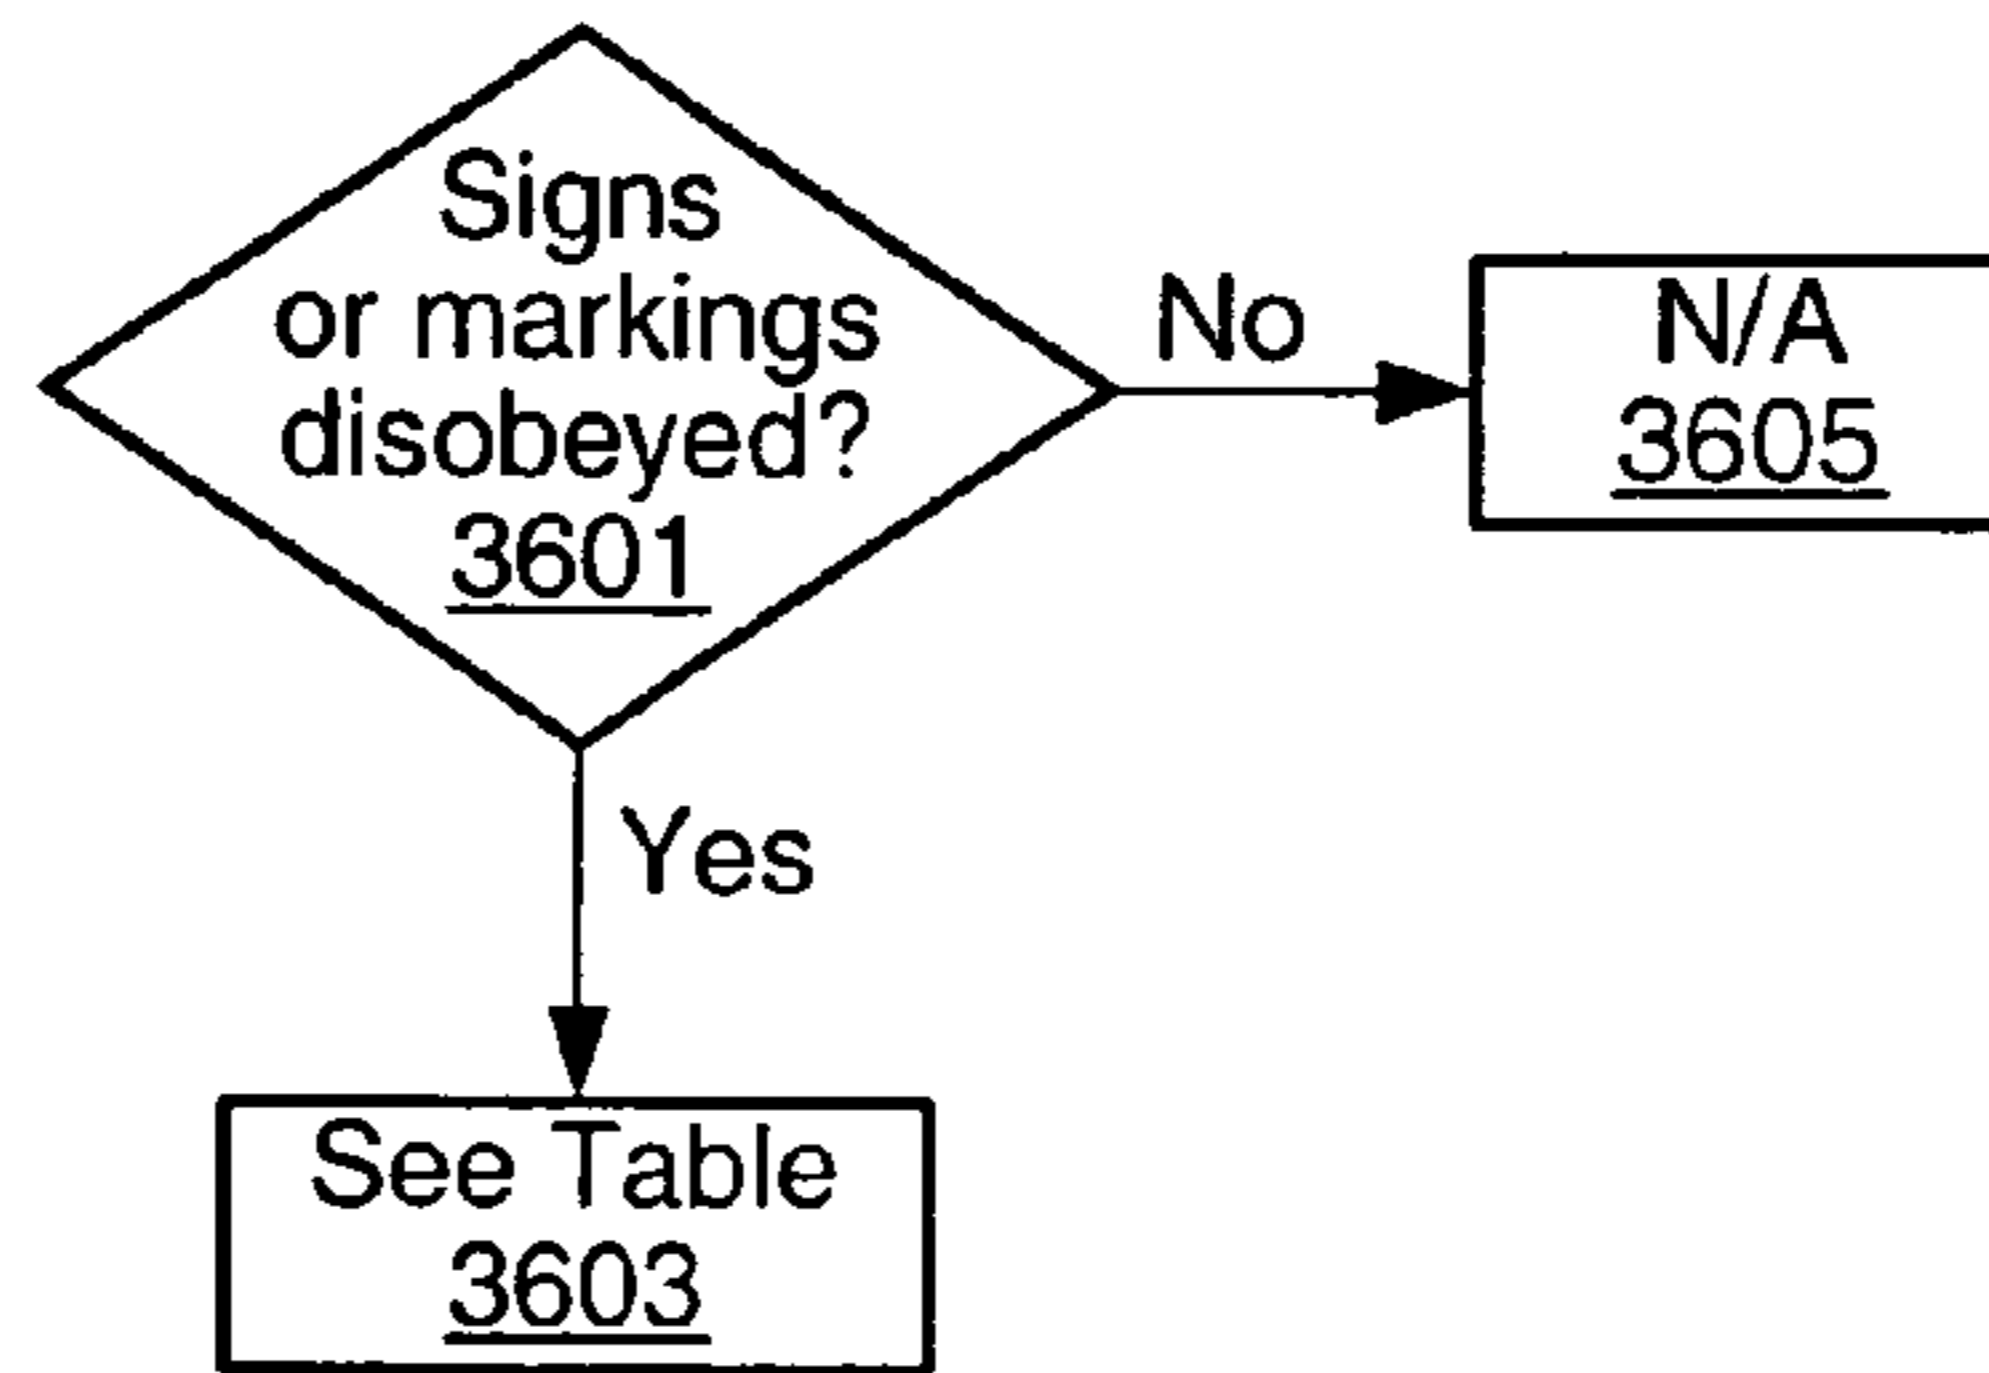 Signs
or markings
disobeyed?
3601
No
N/A
3605
Yes
See Table
3603